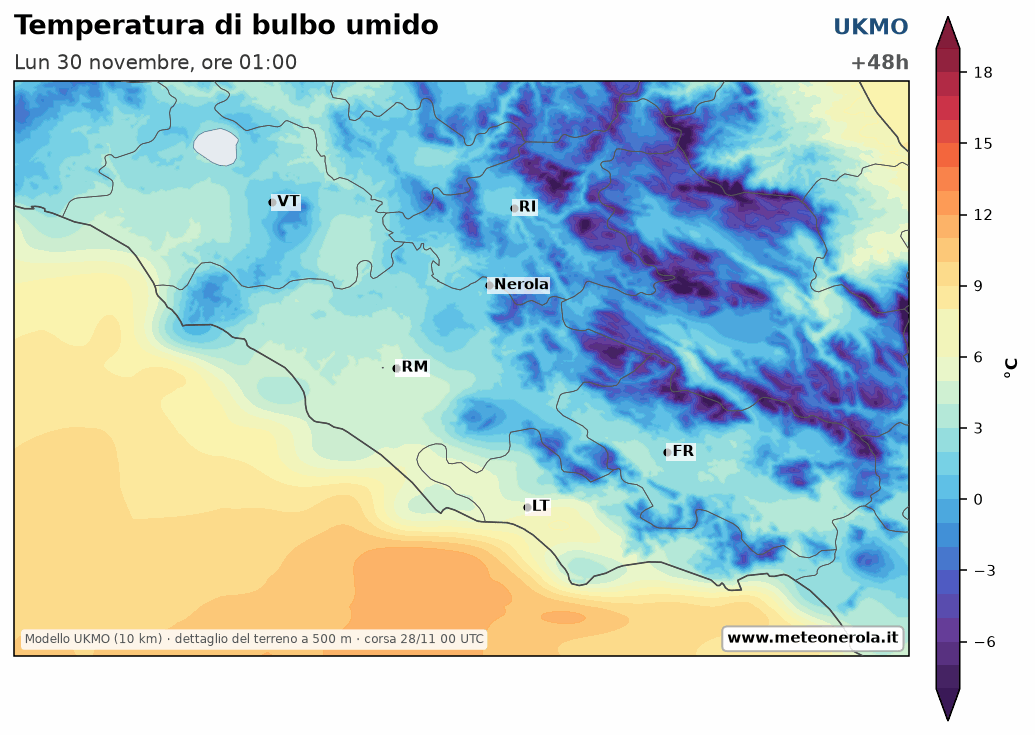 Temperatura di bulbo umido
UKMO
Lun 30 novembre, ore 01:00
+48h
VT
RI
Nerola
RM
FR
LT
18
15
12
9
6
3
0
−3
−6
°C
Modello UKMO (10 km) · dettaglio del terreno a 500 m · corsa 28/11 00 UTC
www.meteonerola.it